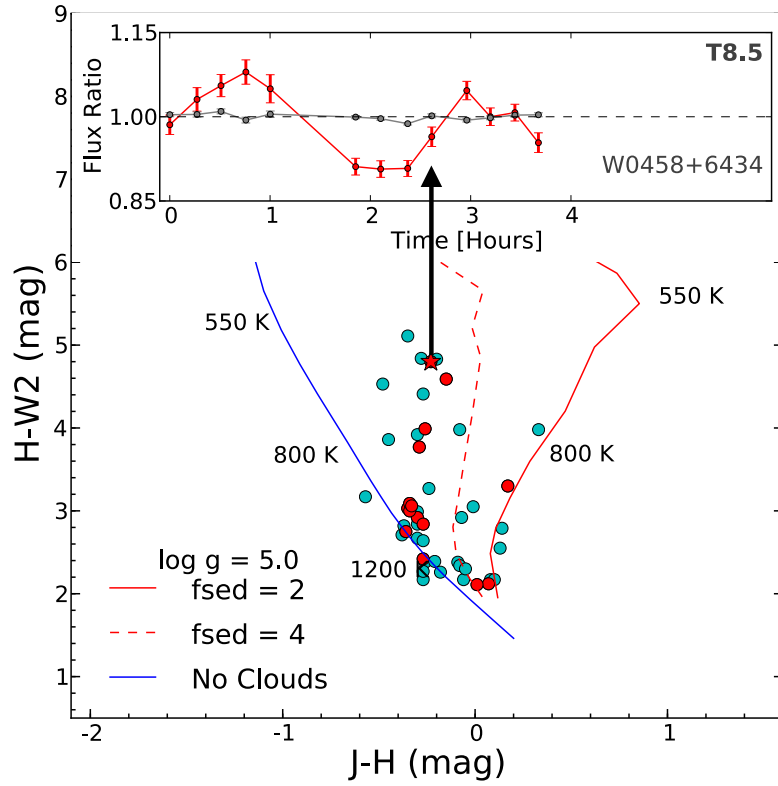 9
8
7
6
5
4
3
2
1
H-W2 (mag)
-2
-1
0
1
J-H (mag)
1.15
1.00
0.85
Flux Ratio
0
1
2
3
4
Time [Hours]
T8.5
W0458+6434
550 K
550 K
800 K
800 K
1200 K
log g = 5.0
fsed = 2
fsed = 4
No Clouds